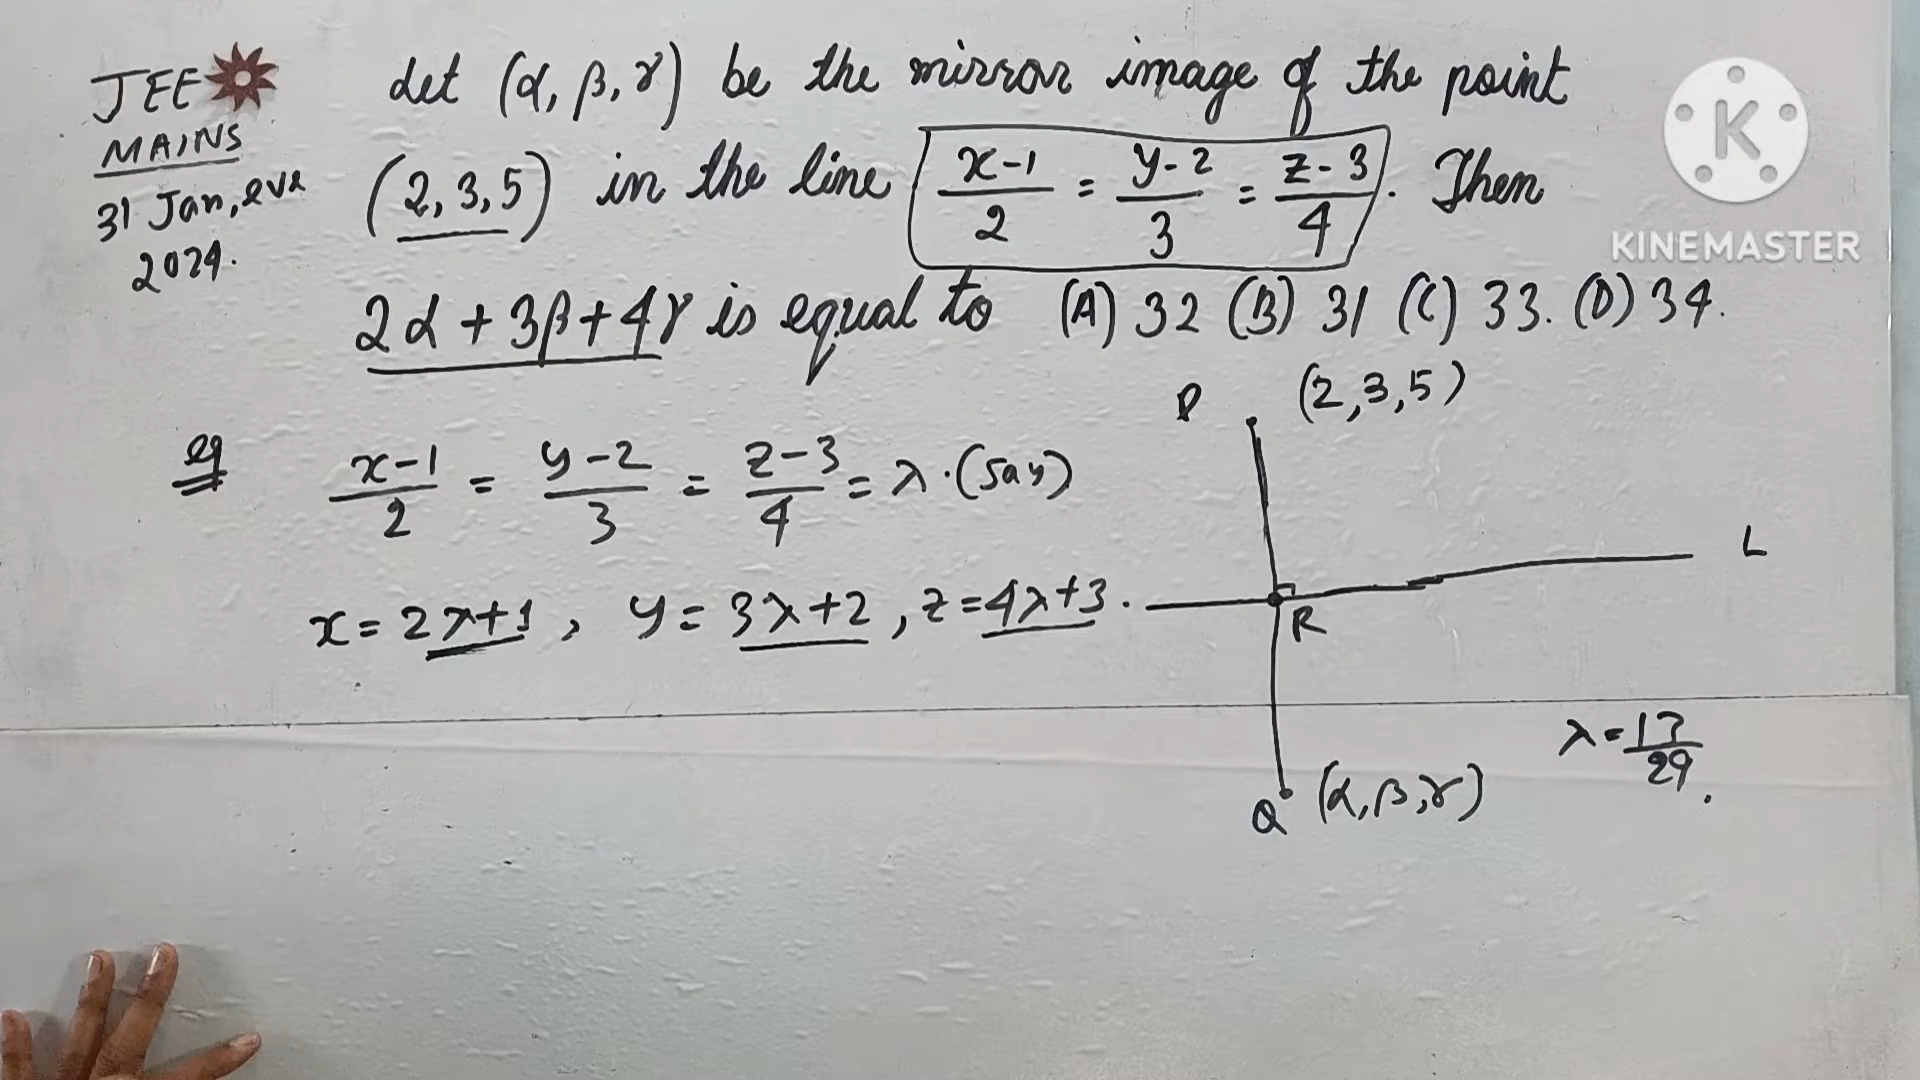 JEE
MAINS
31 Jan, eve
2024.
Let (α, β, γ) be the mirror image of the point
(2, 3, 5) in the line x-1/2 = y-2/3 = z-3/4. Then
2α + 3β + 4γ is equal to (A) 32 (B) 31 (C) 33. (D) 34.
K
KINEMASTER
x-1/2 = y-2/3 = z-3/4 = λ. (say)
x = 2λ+1, y = 3λ+2, z = 4λ+3.
P (2,3,5)
L
R
λ = 13/29.
Q (α, β, γ)